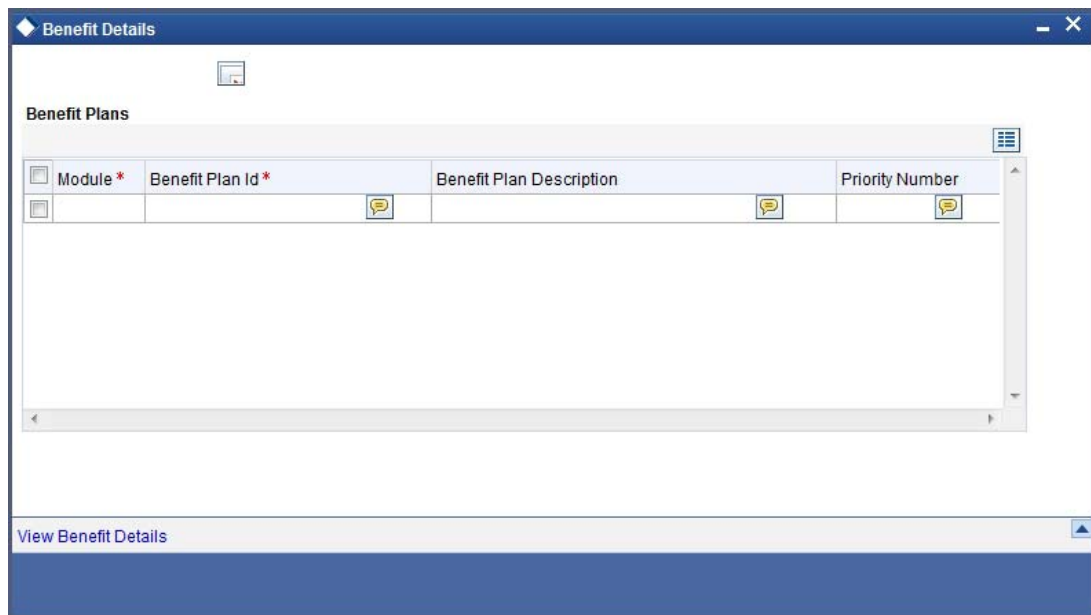 Benefit Details
Benefit Plans
Module * Benefit Plan Id * Benefit Plan Description Priority Number
View Benefit Details